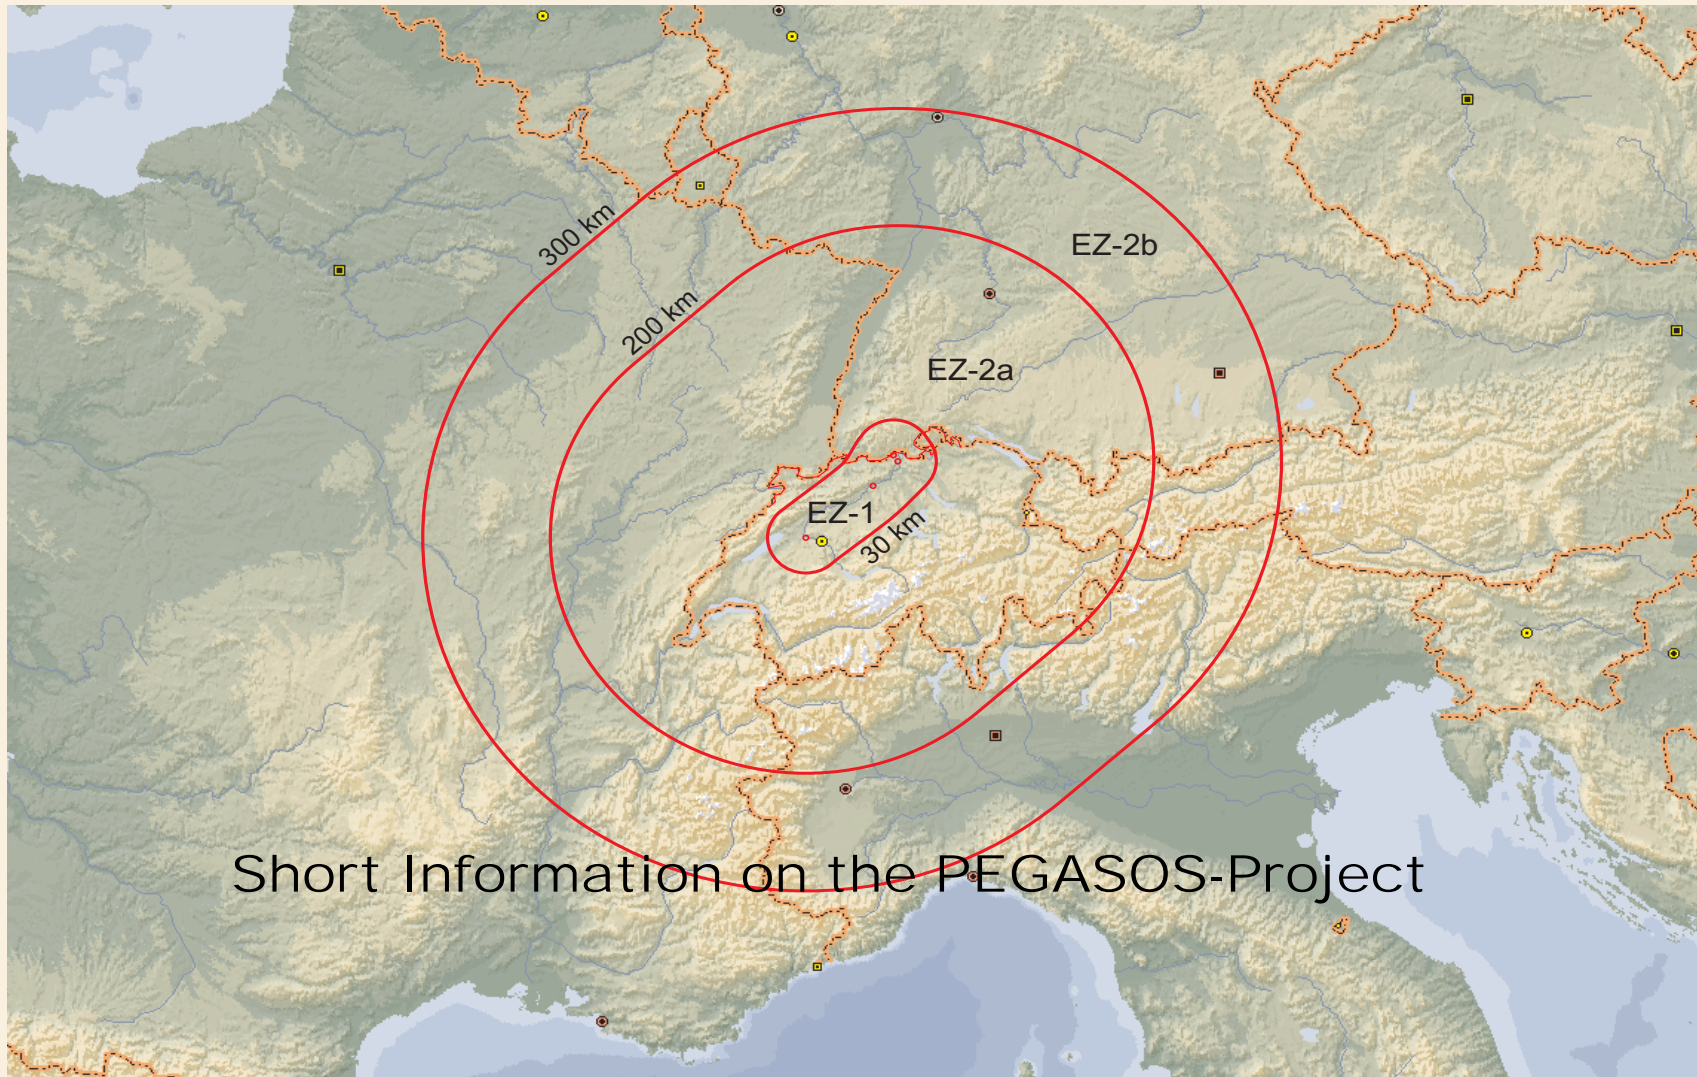 300 km
EZ-2b
200 km
EZ-2a
EZ-1
30 km
Short Information on the PEGASOS-Project